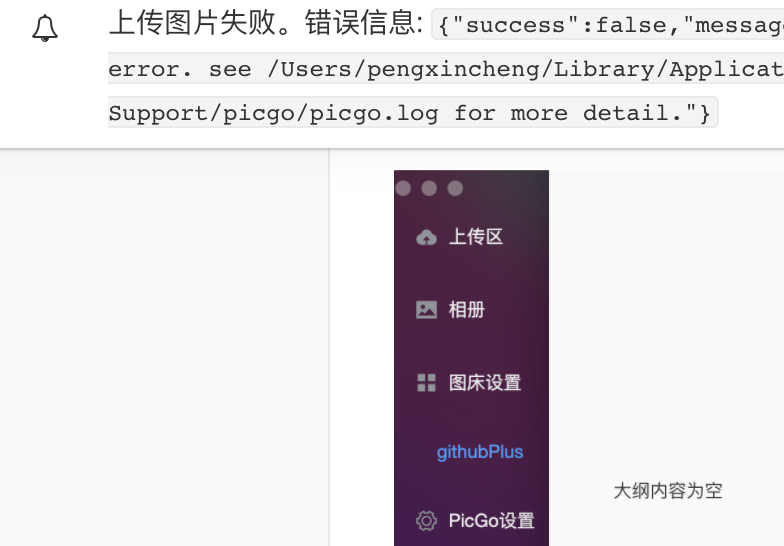 上传图片失败。错误信息: {"success":false,"messag
error. see /Users/pengxincheng/Library/Applicat
Support/picgo/picgo.log for more detail."}
上传区
相册
图床设置
githubPlus
大纲内容为空
PicGo设置